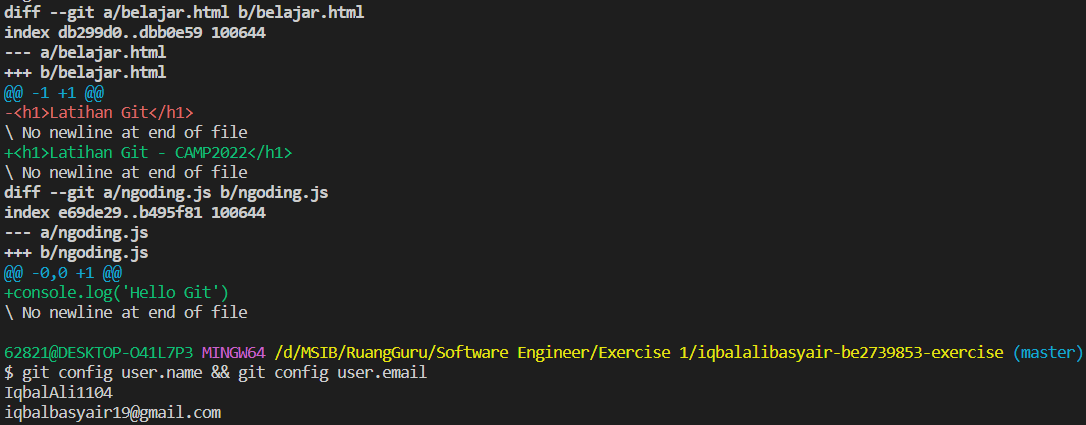 diff --git a/belajar.html b/belajar.html
index db299d0..dbb0e59 100644
--- a/belajar.html
+++ b/belajar.html
@@ -1 +1 @@
-<h1>Latihan Git</h1>
\ No newline at end of file
+<h1>Latihan Git - CAMP2022</h1>
\ No newline at end of file
diff --git a/ngoding.js b/ngoding.js
index e69de29..b495f81 100644
--- a/ngoding.js
+++ b/ngoding.js
@@ -0,0 +1 @@
+console.log('Hello Git')
\ No newline at end of file
62821@DESKTOP-O41L7P3 MINGW64 /d/MSIB/RuangGuru/Software Engineer/Exercise 1/iqbalalibasyair-be2739853-exercise (master)
$ git config user.name && git config user.email
IqbalAli1104
iqbalbasyair19@gmail.com